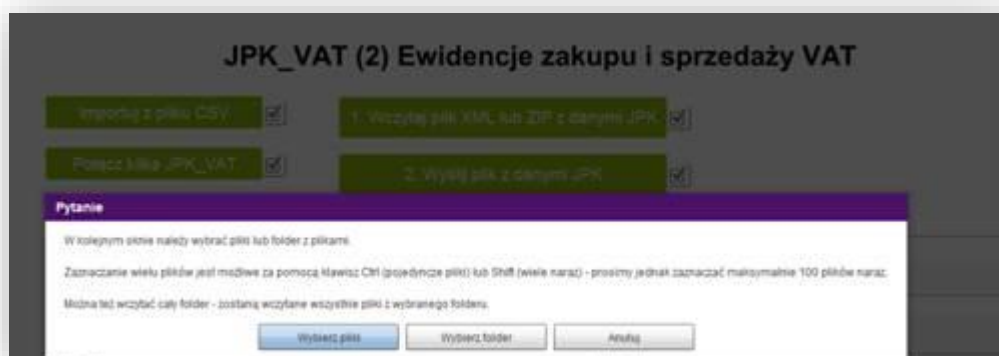 JPK_VAT (2) Ewidencje zakupu i sprzedaży VAT
Importuj z pliku CSV
1. Wczytaj plik XML lub ZIP z danymi JPK
Połącz kilka JPK_VAT
2. Wyślij plik z danymi JPK
Pytanie
W kolejnym oknie należy wybrać pliki lub folder z plikami.
Zaznaczanie wielu plików jest możliwe za pomocą klawisz Ctrl (pojedyncze pliki) lub Shift (wiele naraz) - prosimy jednak zaznaczać maksymalnie 100 plików naraz.
Można też wczytać cały folder - zostaną wczytane wszystkie pliki z wybranego folderu.
Wybierz pliki
Wybierz folder
Anuluj